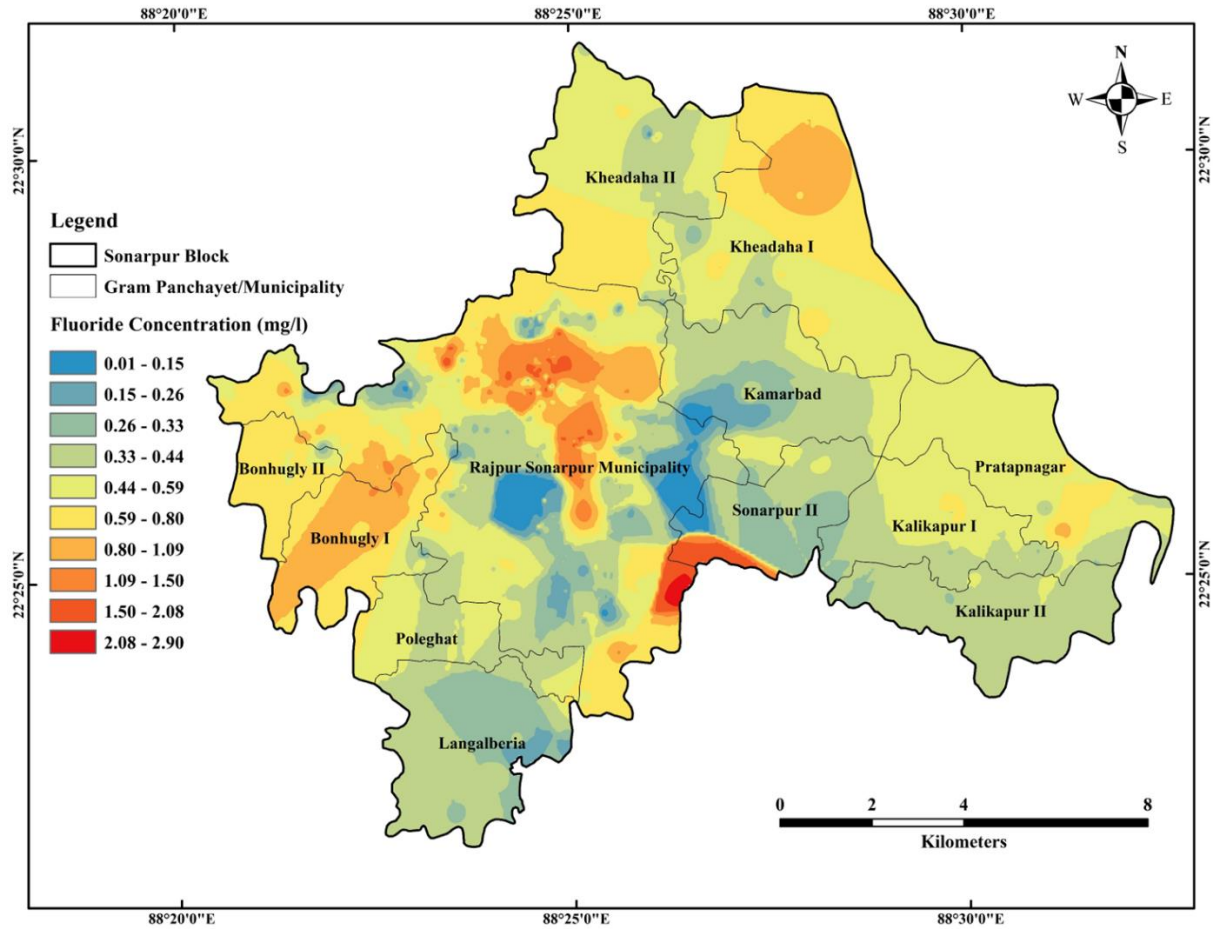 88°20'0"E
88°25'0"E
88°30'0"E
N
W
E
S
22°30'0"N
22°30'0"N
Kheadaha II
Legend
Sonarpur Block
Gram Panchayet/Municipality
Kheadaha I
Fluoride Concentration (mg/l)
0.01 - 0.15
0.15 - 0.26
0.26 - 0.33
0.33 - 0.44
0.44 - 0.59
0.59 - 0.80
0.80 - 1.09
1.09 - 1.50
1.50 - 2.08
2.08 - 2.90
Kamarbad
Bonhugly II
Rajpur Sonarpur Municipality
Pratapnagar
Sonarpur II
Kalikapur I
Bonhugly I
22°25'0"N
22°25'0"N
Kalikapur II
Poleghat
Langalberia
0 2 4 8
Kilometers
88°20'0"E
88°25'0"E
88°30'0"E